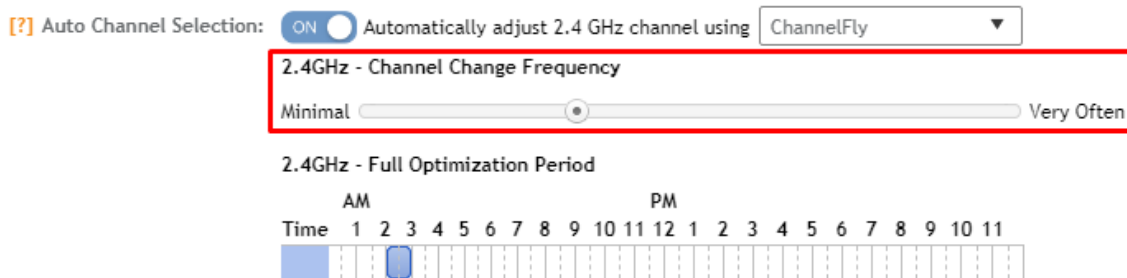 [?] Auto Channel Selection: ON Automatically adjust 2.4 GHz channel using ChannelFly
2.4GHz - Channel Change Frequency
Minimal Very Often
2.4GHz - Full Optimization Period
AM PM
Time 1 2 3 4 5 6 7 8 9 10 11 12 1 2 3 4 5 6 7 8 9 10 11